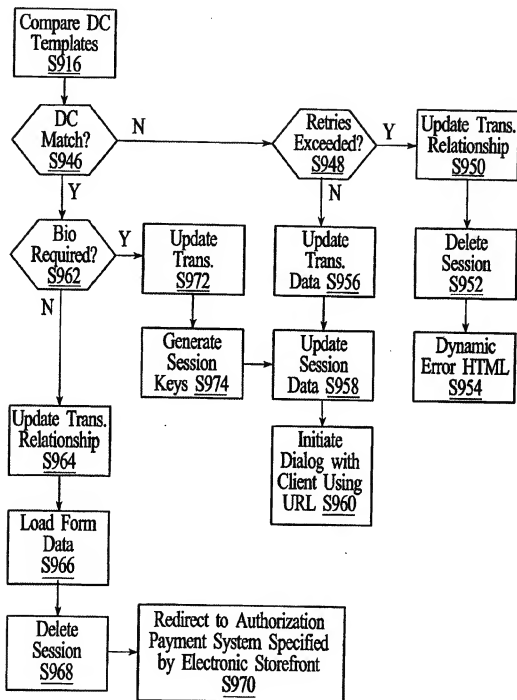 Compare DC
Templates
S916
DC
Match?
S946
N
Retries
Exceeded?
S948
Y
Update Trans.
Relationship
S950
Y
N
Bio
Required?
S962
Y
Update
Trans.
S972
Update
Trans.
Data S956
Delete
Session
S952
N
Generate
Session
Keys S974
Update
Session
Data S958
Dynamic
Error HTML
S954
Update Trans.
Relationship
S964
Initiate
Dialog with
Client Using
URL S960
Load Form
Data
S966
Delete
Session
S968
Redirect to Authorization
Payment System Specified
by Electronic Storefront
S970